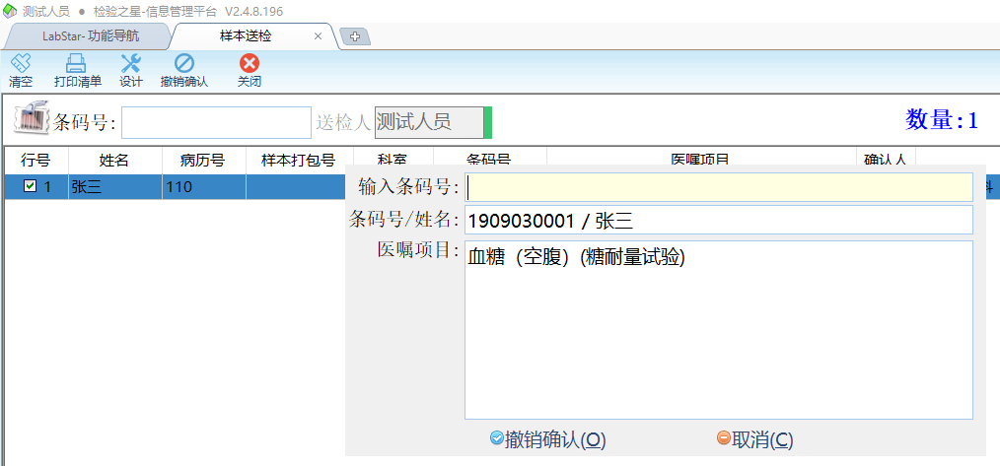 测试人员 ● 检验之星-信息管理平台 V2.4.8.196
LabStar-功能导航 样本送检 ×
清空 打印清单 设计 撤销确认 关闭
条码号: 送检人 测试人员 数量:1
行号 姓名 病历号 样本打包号 科室 条码号 医嘱项目 确认人
1 张三 110 科
输入条码号:
条码号/姓名: 1909030001 / 张三
医嘱项目: 血糖（空腹）(糖耐量试验)
撤销确认(O) 取消(C)